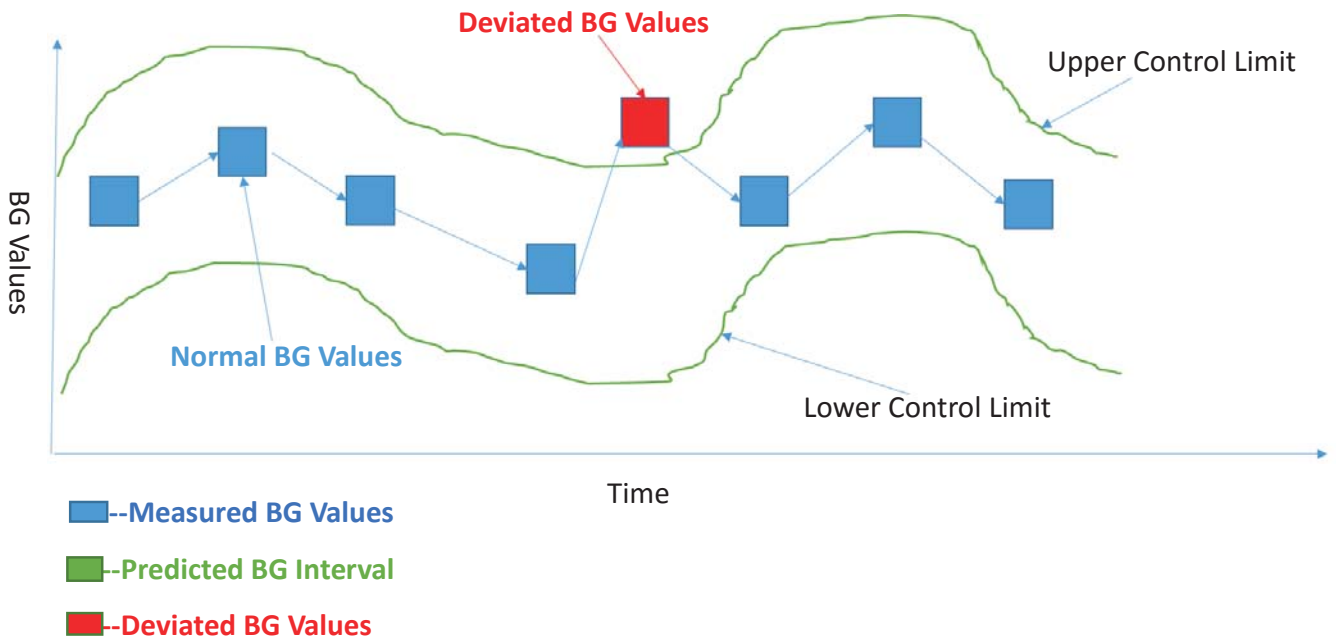 Deviated BG Values
Upper Control Limit
BG Values
Normal BG Values
Lower Control Limit
Time
--Measured BG Values
--Predicted BG Interval
--Deviated BG Values